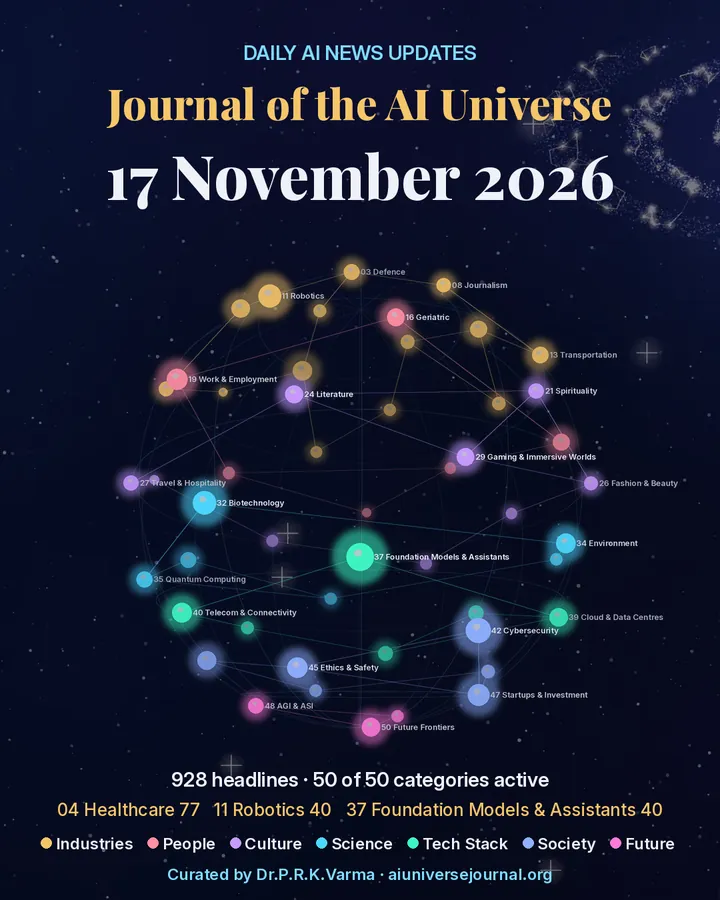 DAILY AI NEWS UPDATES
Journal of the AI Universe
17 November 2026
03 Defence
08 Journalism
11 Robotics
16 Geriatric
13 Transportation
19 Work & Employment
24 Literature
21 Spirituality
29 Gaming & Immersive Worlds
27 Travel & Hospitality
26 Fashion & Beauty
32 Biotechnology
34 Environment
37 Foundation Models & Assistants
35 Quantum Computing
40 Telecom & Connectivity
39 Cloud & Data Centres
42 Cybersecurity
45 Ethics & Safety
47 Startups & Investment
48 AGI & ASI
50 Future Frontiers
928 headlines · 50 of 50 categories active
04 Healthcare 77 11 Robotics 40 37 Foundation Models & Assistants 40
Industries People Culture Science Tech Stack Society Future
Curated by Dr.P.R.K.Varma · aiuniversejournal.org